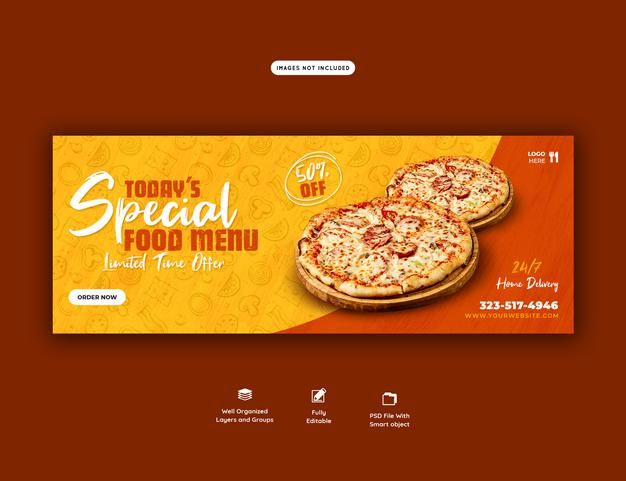 IMAGES NOT INCLUDED
TODAY'S
Special
FOOD MENU
Limited Time Offer
ORDER NOW
50%
OFF
LOGO
HERE
24/7
Home Delivery
323-517-4946
WWW.YOURWEBSITE.COM
Well Organized
Layers and Groups
Fully
Editable
PSD File With
Smart object